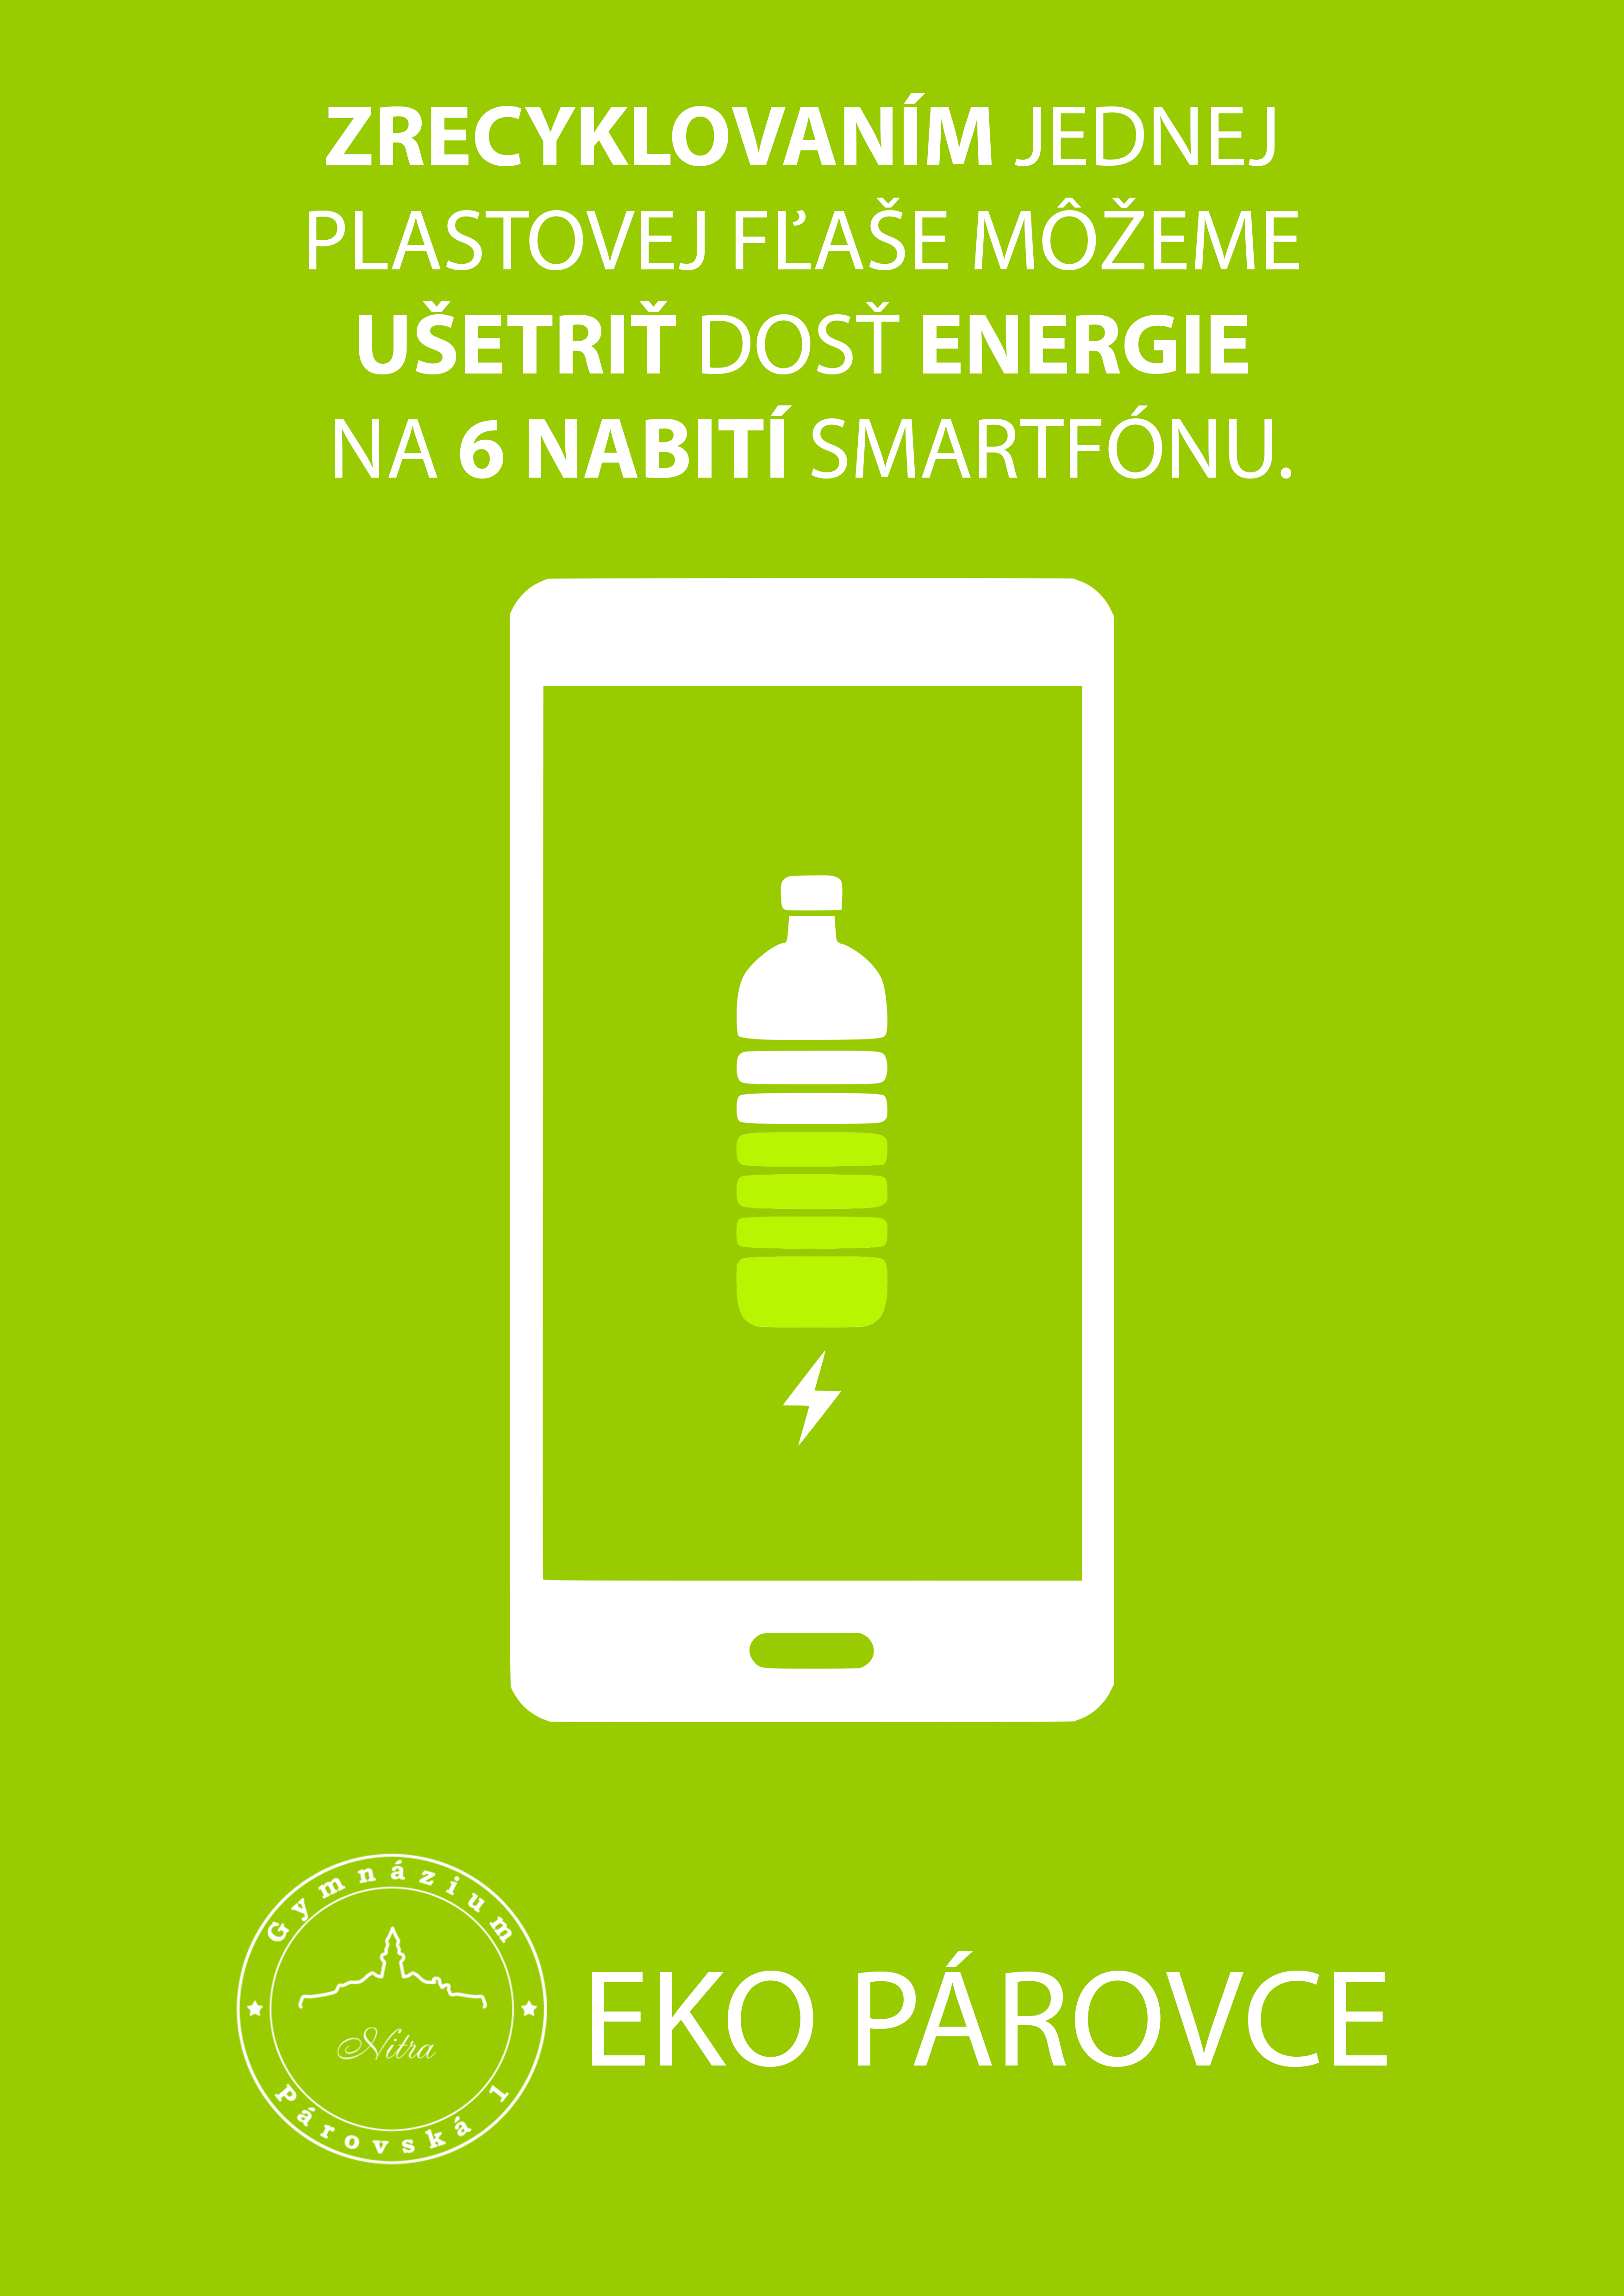 ZRECYKLOVANÍM JEDNEJ
PLASTOVEJ FĽAŠE MÔŽEME
UŠETRIŤ DOSŤ ENERGIE
NA 6 NABITÍ SMARTFÓNU.
Gymnázium
Nitra
Párovská 1
EKO PÁROVCE